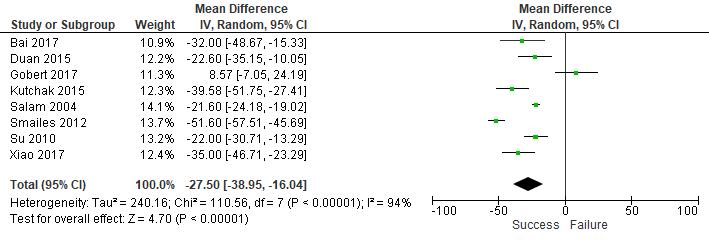 Mean Difference Mean Difference
Study or Subgroup Weight IV, Random, 95% CI IV, Random, 95% CI
Bai 2017 10.9% -32.00 [-48.67, -15.33]
Duan 2015 12.2% -22.60 [-35.15, -10.05]
Gobert 2017 11.3% 8.57 [-7.05, 24.19]
Kutchak 2015 12.3% -39.58 [-51.75, -27.41]
Salam 2004 14.1% -21.60 [-24.18, -19.02]
Smailes 2012 13.7% -51.60 [-57.51, -45.69]
Su 2010 13.2% -22.00 [-30.71, -13.29]
Xiao 2017 12.4% -35.00 [-46.71, -23.29]
Total (95% CI) 100.0% -27.50 [-38.95, -16.04]
Heterogeneity: Tau² = 240.16; Chi² = 110.56, df = 7 (P < 0.00001); I² = 94%
Test for overall effect: Z = 4.70 (P < 0.00001)
-100 -50 0 50 100
Success Failure